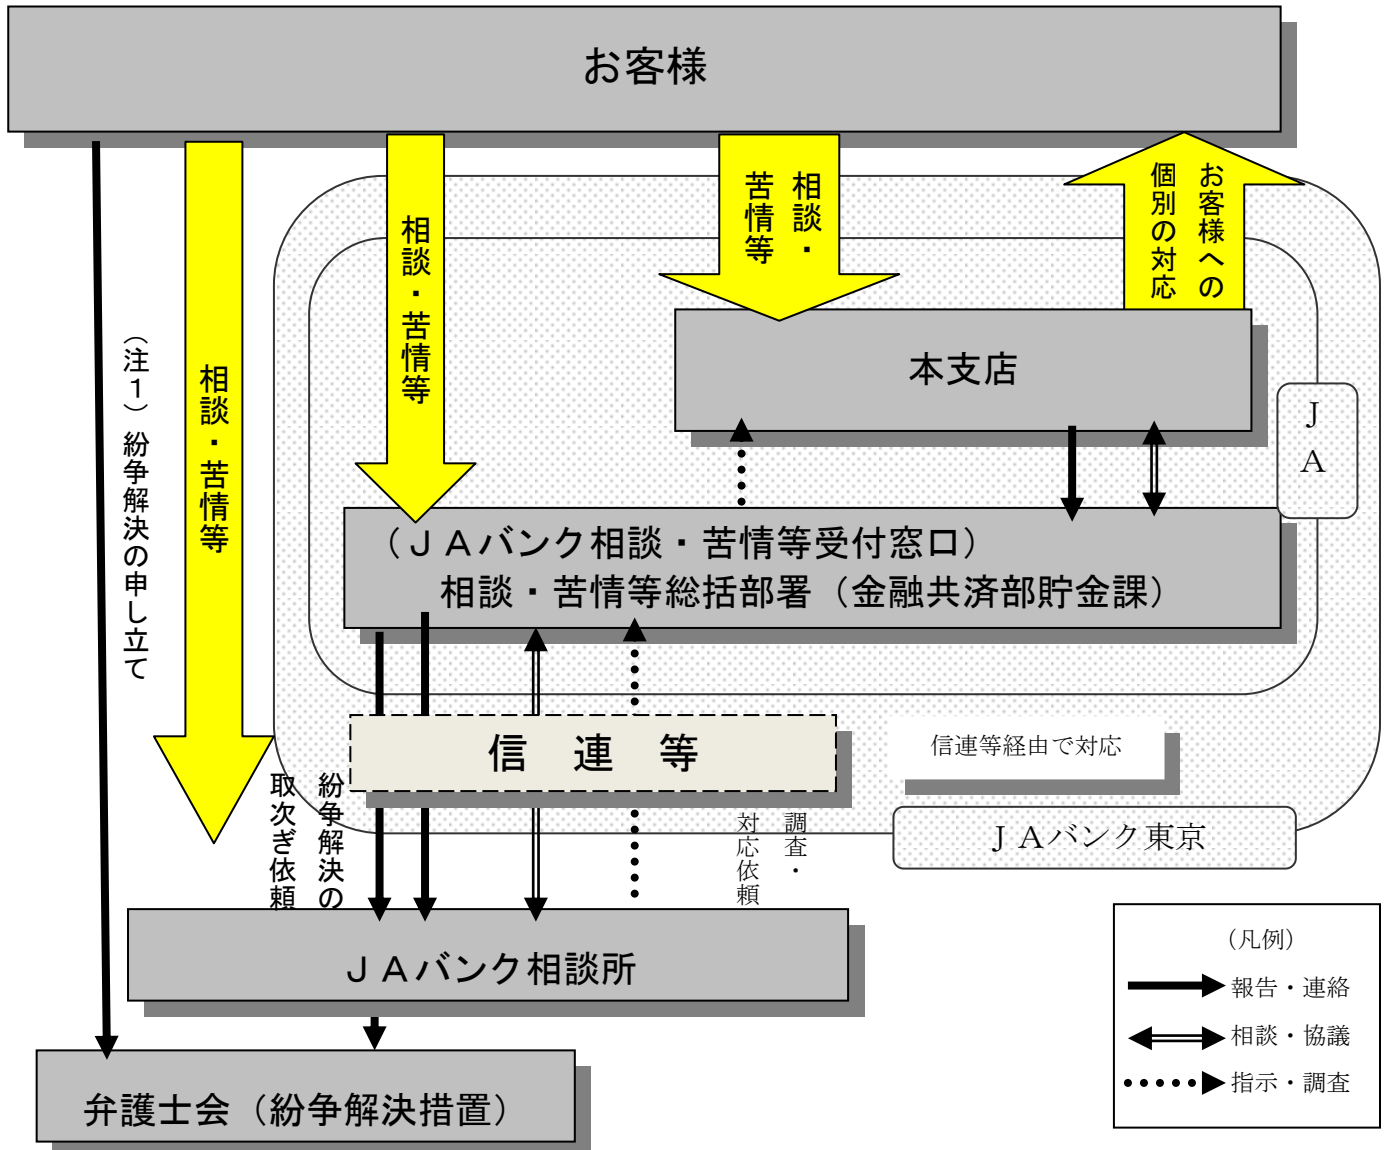 お客様
(注１) 紛争解決の申し立て
相談・苦情等
相談・苦情等
相談・
苦情等
お客様への
個別の対応
本支店
ＪＡ
（ＪＡバンク相談・苦情等受付窓口）
相談・苦情等総括部署（金融共済部貯金課）
信連等
信連等経由で対応
紛争解決の
取次ぎ依頼
調査・
対応依頼
ＪＡバンク東京
ＪＡバンク相談所
弁護士会（紛争解決措置）
（凡例）
報告・連絡
相談・協議
指示・調査